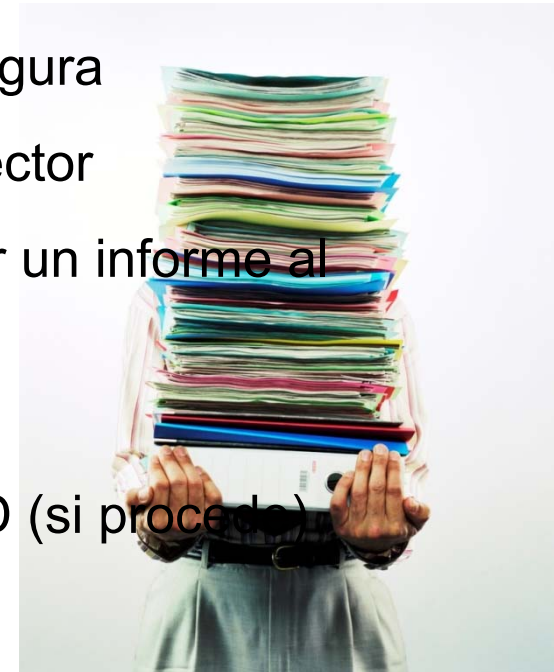 gura
ector
r un informe al
O (si procede)